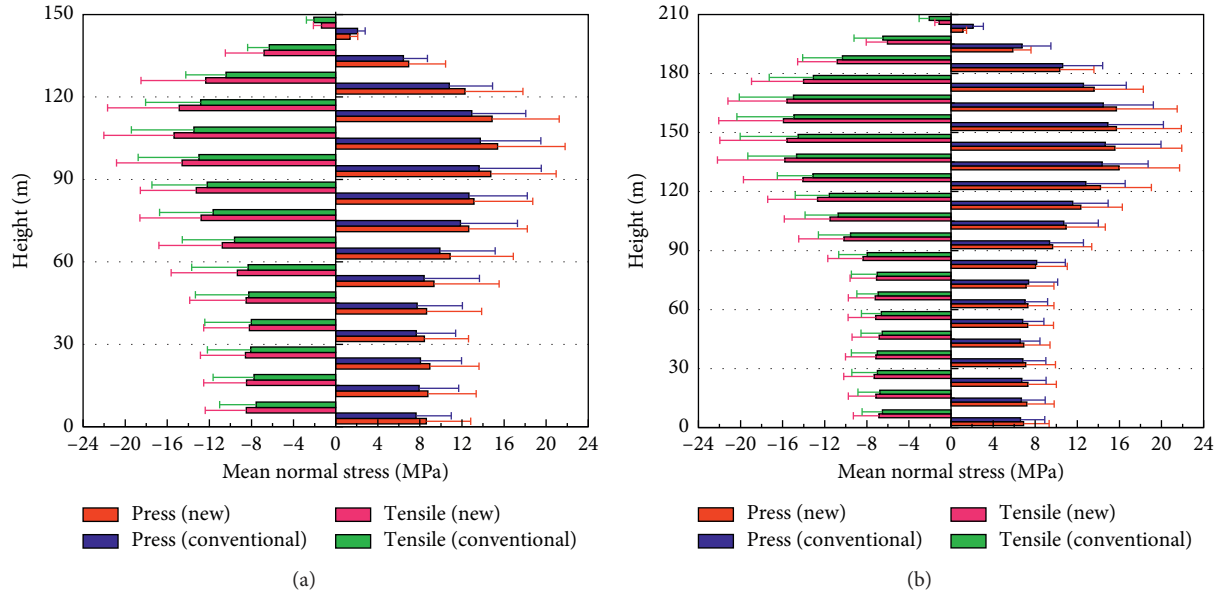 150
120
90
60
30
0
Height (m)
−24 −20 −16 −12 −8 −4 0 4 8 12 16 20 24
Mean normal stress (MPa)
Press (new)
Press (conventional)
Tensile (new)
Tensile (conventional)
(a)
210
180
150
120
90
60
30
0
Height (m)
−24 −20 −16 −12 −8 −4 0 4 8 12 16 20 24
Mean normal stress (MPa)
Press (new)
Press (conventional)
Tensile (new)
Tensile (conventional)
(b)